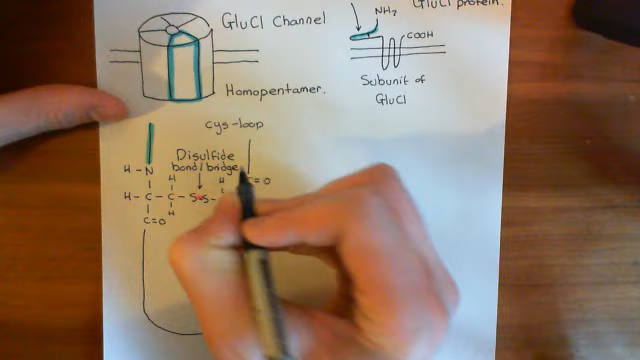 GluCl protein.
NH₂
GluCl Channel
COOH
Subunit of
GluCl
Homopentamer.
cys-loop
Disulfide
bond/bridge
H - N
H
H
C=O
H - C - C - S S -
H
C=O